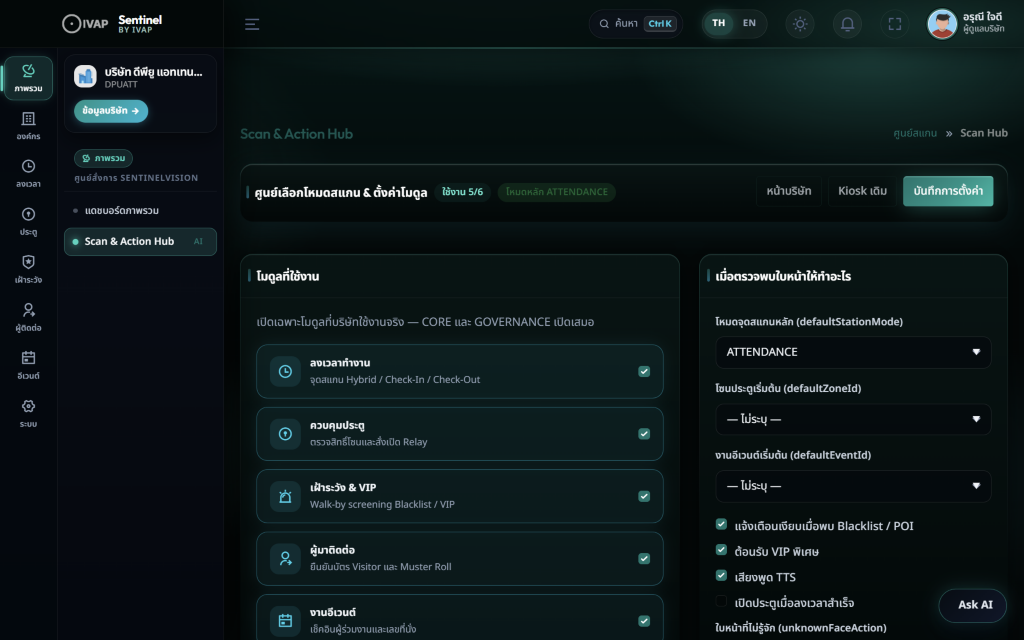 IVAP
Sentinel
BY IVAP
ค้นหา Ctrl K
TH EN
อรุณี ใจดี
ผู้ดูแลบริษัท
ภาพรวม
องค์กร
ลงเวลา
ประตู
เฝ้าระวัง
ผู้ติดต่อ
อีเวนต์
ระบบ
บริษัท ดีพียู แอทเทน...
DPUATT
ข้อมูลบริษัท →
ภาพรวม
ศูนย์สั่งการ SENTINELVISION
แดชบอร์ดภาพรวม
Scan & Action Hub AI
Scan & Action Hub
ศูนย์สแกน » Scan Hub
ศูนย์เลือกโหมดสแกน & ตั้งค่าโมดูล
ใช้งาน 5/6
โหมดหลัก ATTENDANCE
หน้าบริษัท
Kiosk เดิม
บันทึกการตั้งค่า
โมดูลที่ใช้งาน
เปิดเฉพาะโมดูลที่บริษัทใช้งานจริง — CORE และ GOVERNANCE เปิดเสมอ
ลงเวลาทำงาน
จุดสแกน Hybrid / Check-In / Check-Out
ควบคุมประตู
ตรวจสิทธิ์โซนและสั่งเปิด Relay
เฝ้าระวัง & VIP
Walk-by screening Blacklist / VIP
ผู้มาติดต่อ
ยืนยันบัตร Visitor และ Muster Roll
งานอีเวนต์
เช็คอินผู้ร่วมงานและเลขที่นั่ง
เมื่อตรวจพบใบหน้าให้ทำอะไร
โหมดจุดสแกนหลัก (defaultStationMode)
ATTENDANCE
โซนประตูเริ่มต้น (defaultZoneId)
— ไม่ระบุ —
งานอีเวนต์เริ่มต้น (defaultEventId)
— ไม่ระบุ —
แจ้งเตือนเงียบเมื่อพบ Blacklist / POI
ต้อนรับ VIP พิเศษ
เสียงพูด TTS
เปิดประตูเมื่อลงเวลาสำเร็จ
ใบหน้าที่ไม่รู้จัก (unknownFaceAction)
Ask AI